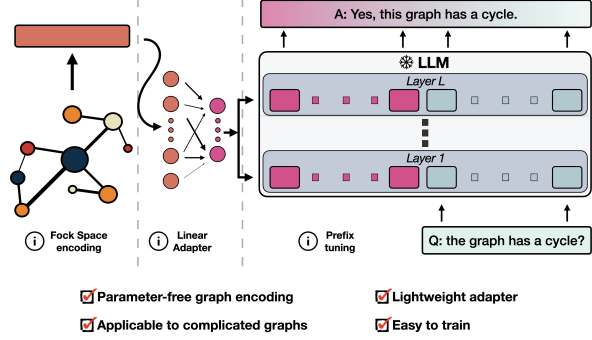 A: Yes, this graph has a cycle.
LLM
Layer L
Layer 1
i Fock Space
encoding
i Linear
Adapter
i Prefix
tuning
Q: the graph has a cycle?
Parameter-free graph encoding
Lightweight adapter
Applicable to complicated graphs
Easy to train